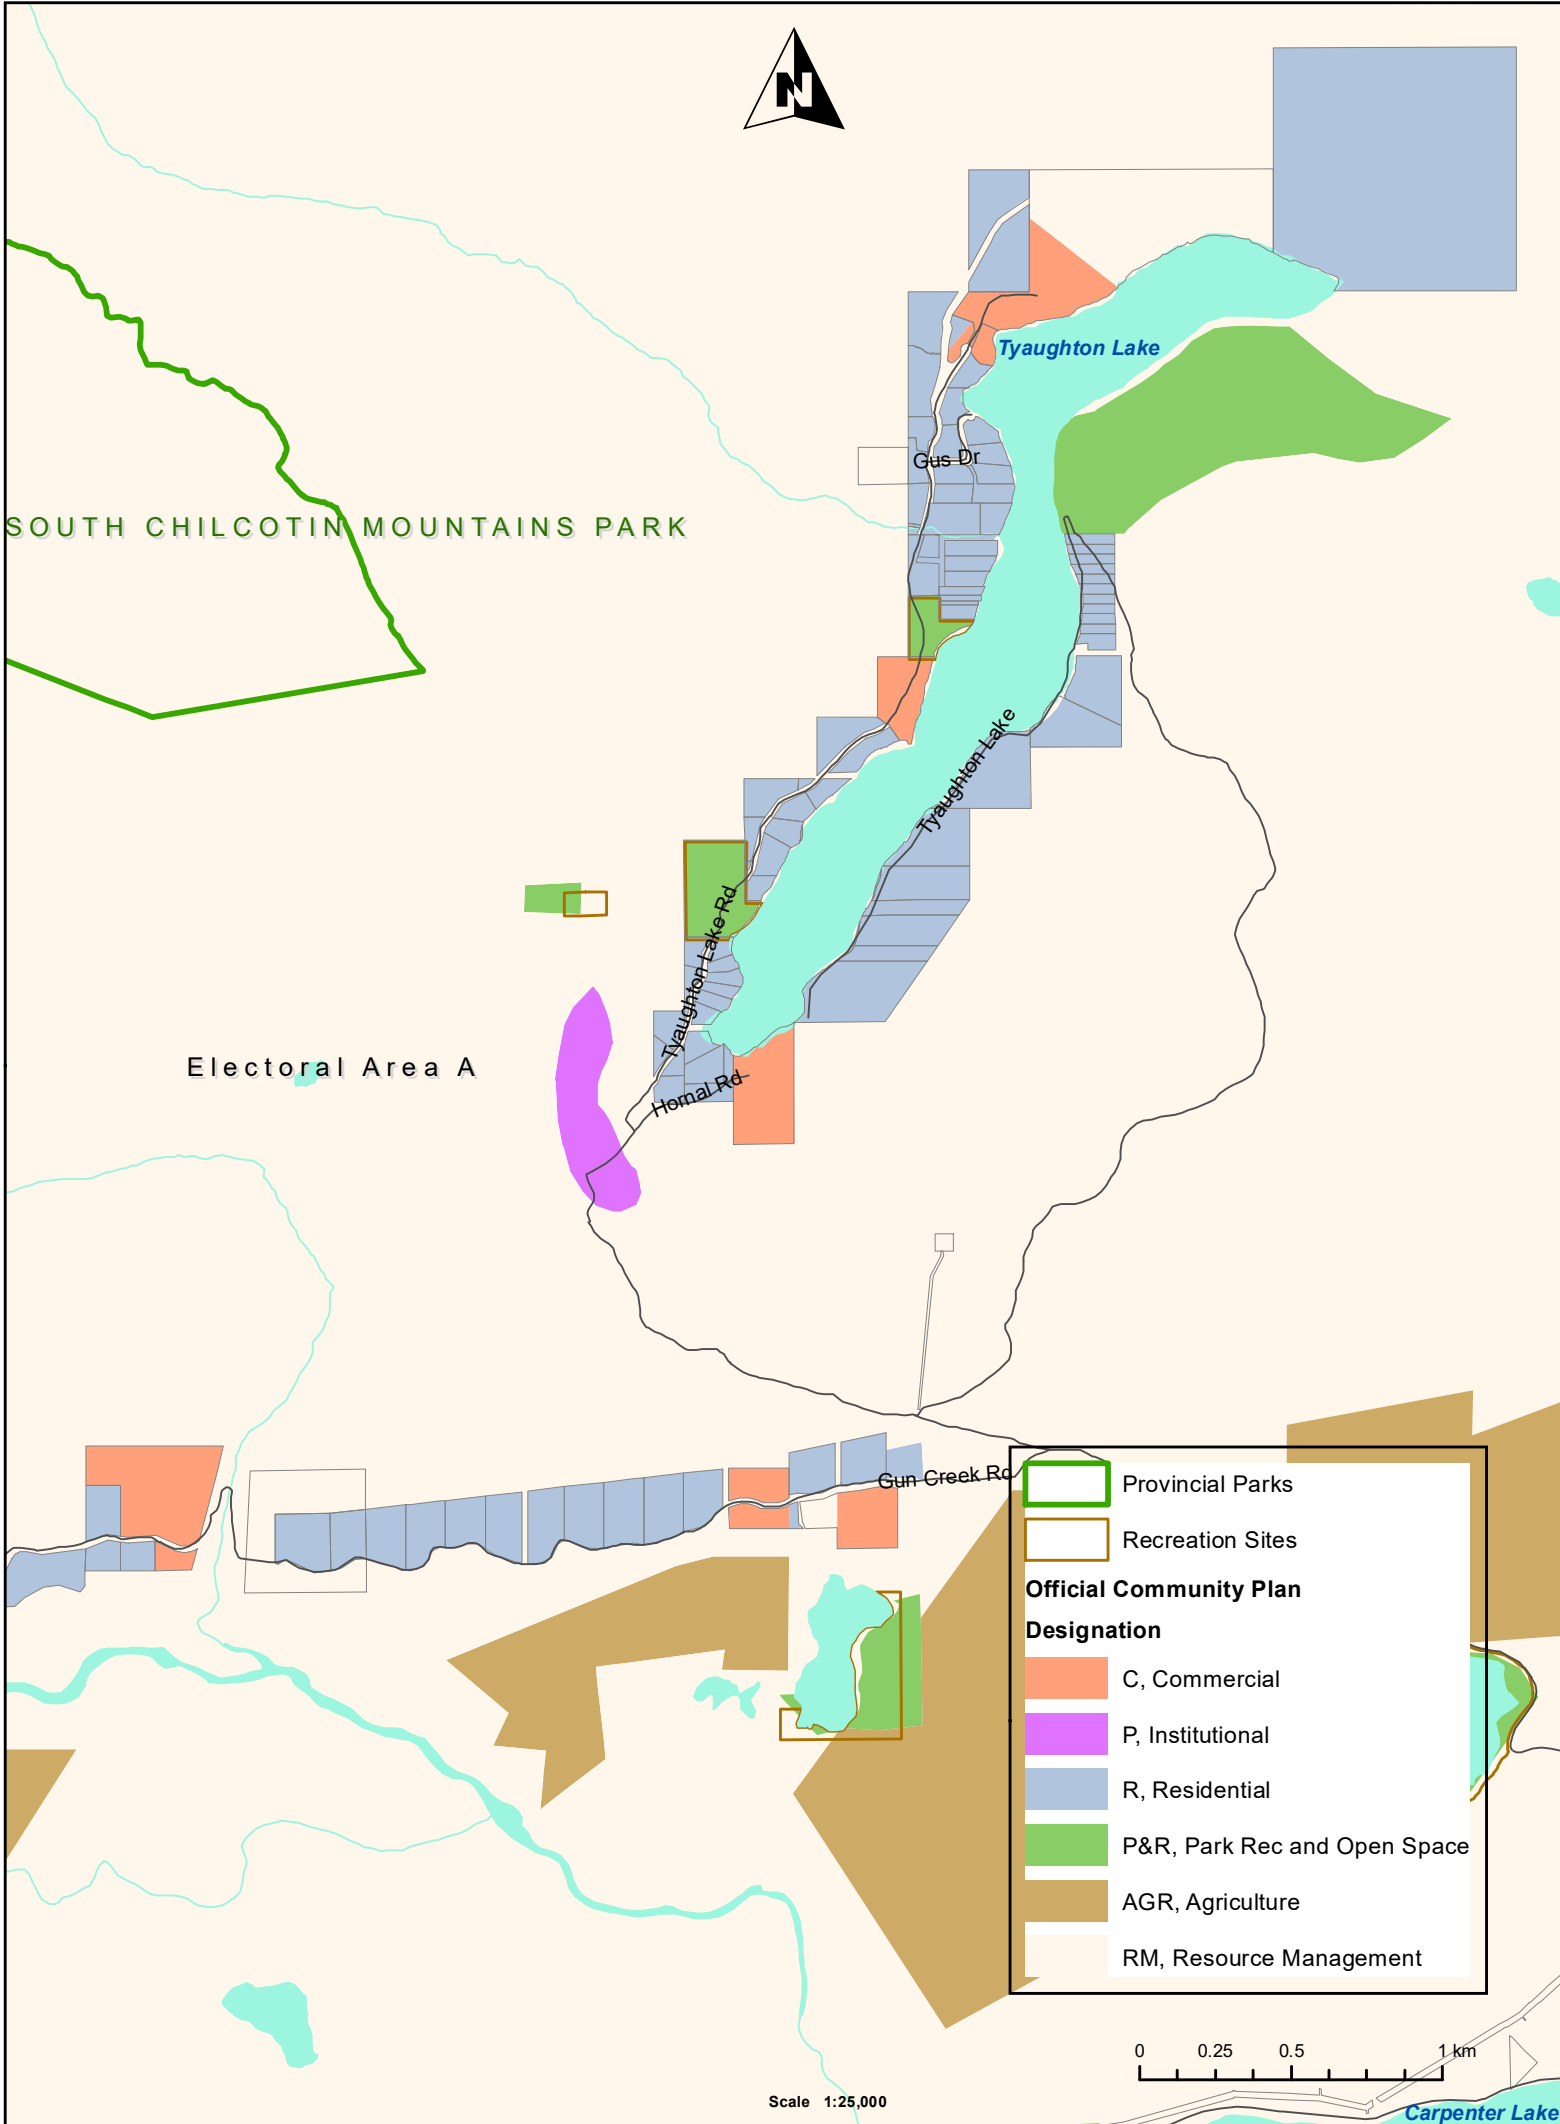 N
Tyaughton Lake
Gus Dr
SOUTH CHILCOTIN MOUNTAINS PARK
Tyaughton Lake
Tyaughton Lake Rd
Electoral Area A
Hornal Rd
Gun Creek Rd
Provincial Parks
Recreation Sites
Official Community Plan
Designation
C, Commercial
P, Institutional
R, Residential
P&R, Park Rec and Open Space
AGR, Agriculture
RM, Resource Management
0 0.25 0.5 1 km
Scale 1:25,000
Carpenter Lake